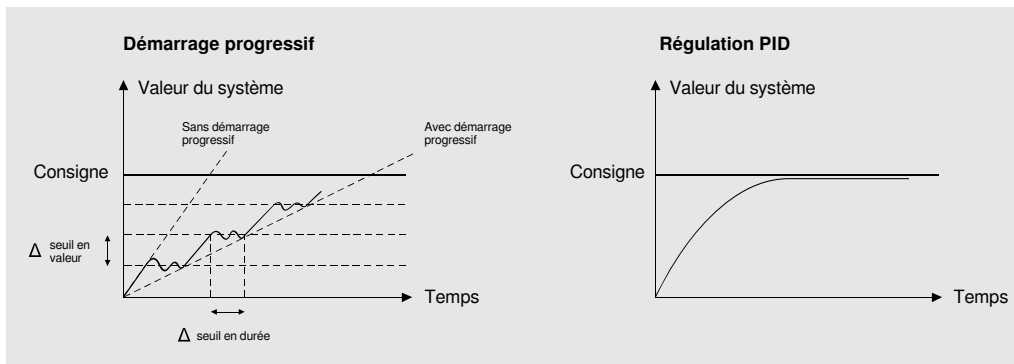 Démarrage progressif
Valeur du système
Sans démarrage
progressif
Avec démarrage
progressif
Consigne
Δ seuil en
valeur
Temps
Δ seuil en durée
Régulation PID
Valeur du système
Consigne
Temps